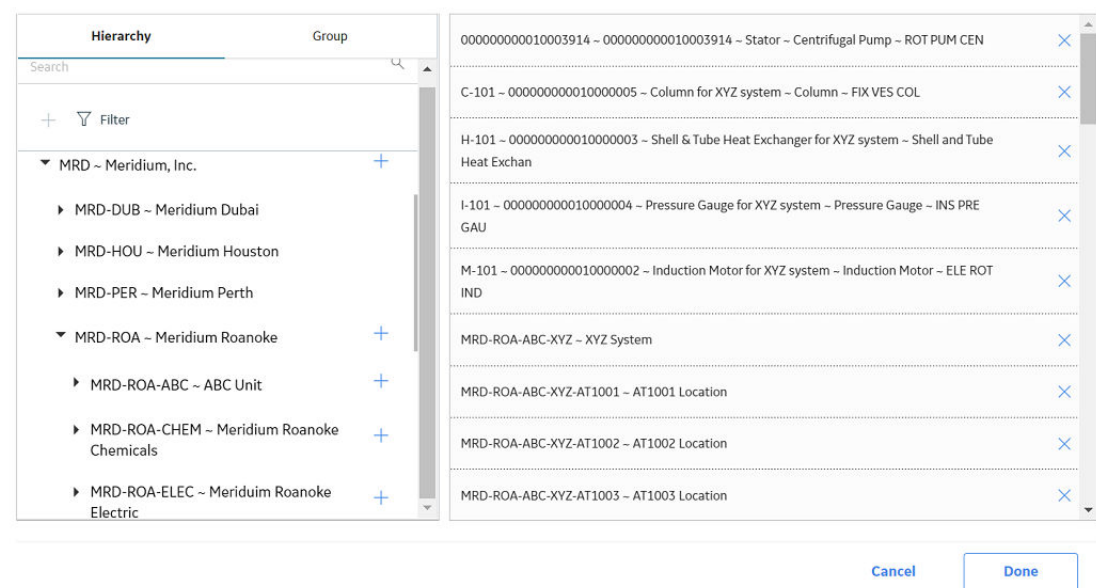 Hierarchy
Group
Search
Filter
MRD ~ Meridium, Inc.
MRD-DUB ~ Meridium Dubai
MRD-HOU ~ Meridium Houston
MRD-PER ~ Meridium Perth
MRD-ROA ~ Meridium Roanoke
MRD-ROA-ABC ~ ABC Unit
MRD-ROA-CHEM ~ Meridium Roanoke
Chemicals
MRD-ROA-ELEC ~ Meriduim Roanoke
Electric
000000000010003914 ~ 000000000010003914 ~ Stator ~ Centrifugal Pump ~ ROT PUM CEN
C-101 ~ 000000000010000005 ~ Column for XYZ system ~ Column ~ FIX VES COL
H-101 ~ 000000000010000003 ~ Shell & Tube Heat Exchanger for XYZ system ~ Shell and Tube
Heat Exchan
I-101 ~ 000000000010000004 ~ Pressure Gauge for XYZ system ~ Pressure Gauge ~ INS PRE
GAU
M-101 ~ 000000000010000002 ~ Induction Motor for XYZ system ~ Induction Motor ~ ELE ROT
IND
MRD-ROA-ABC-XYZ ~ XYZ System
MRD-ROA-ABC-XYZ-AT1001 ~ AT1001 Location
MRD-ROA-ABC-XYZ-AT1002 ~ AT1002 Location
MRD-ROA-ABC-XYZ-AT1003 ~ AT1003 Location
Cancel
Done